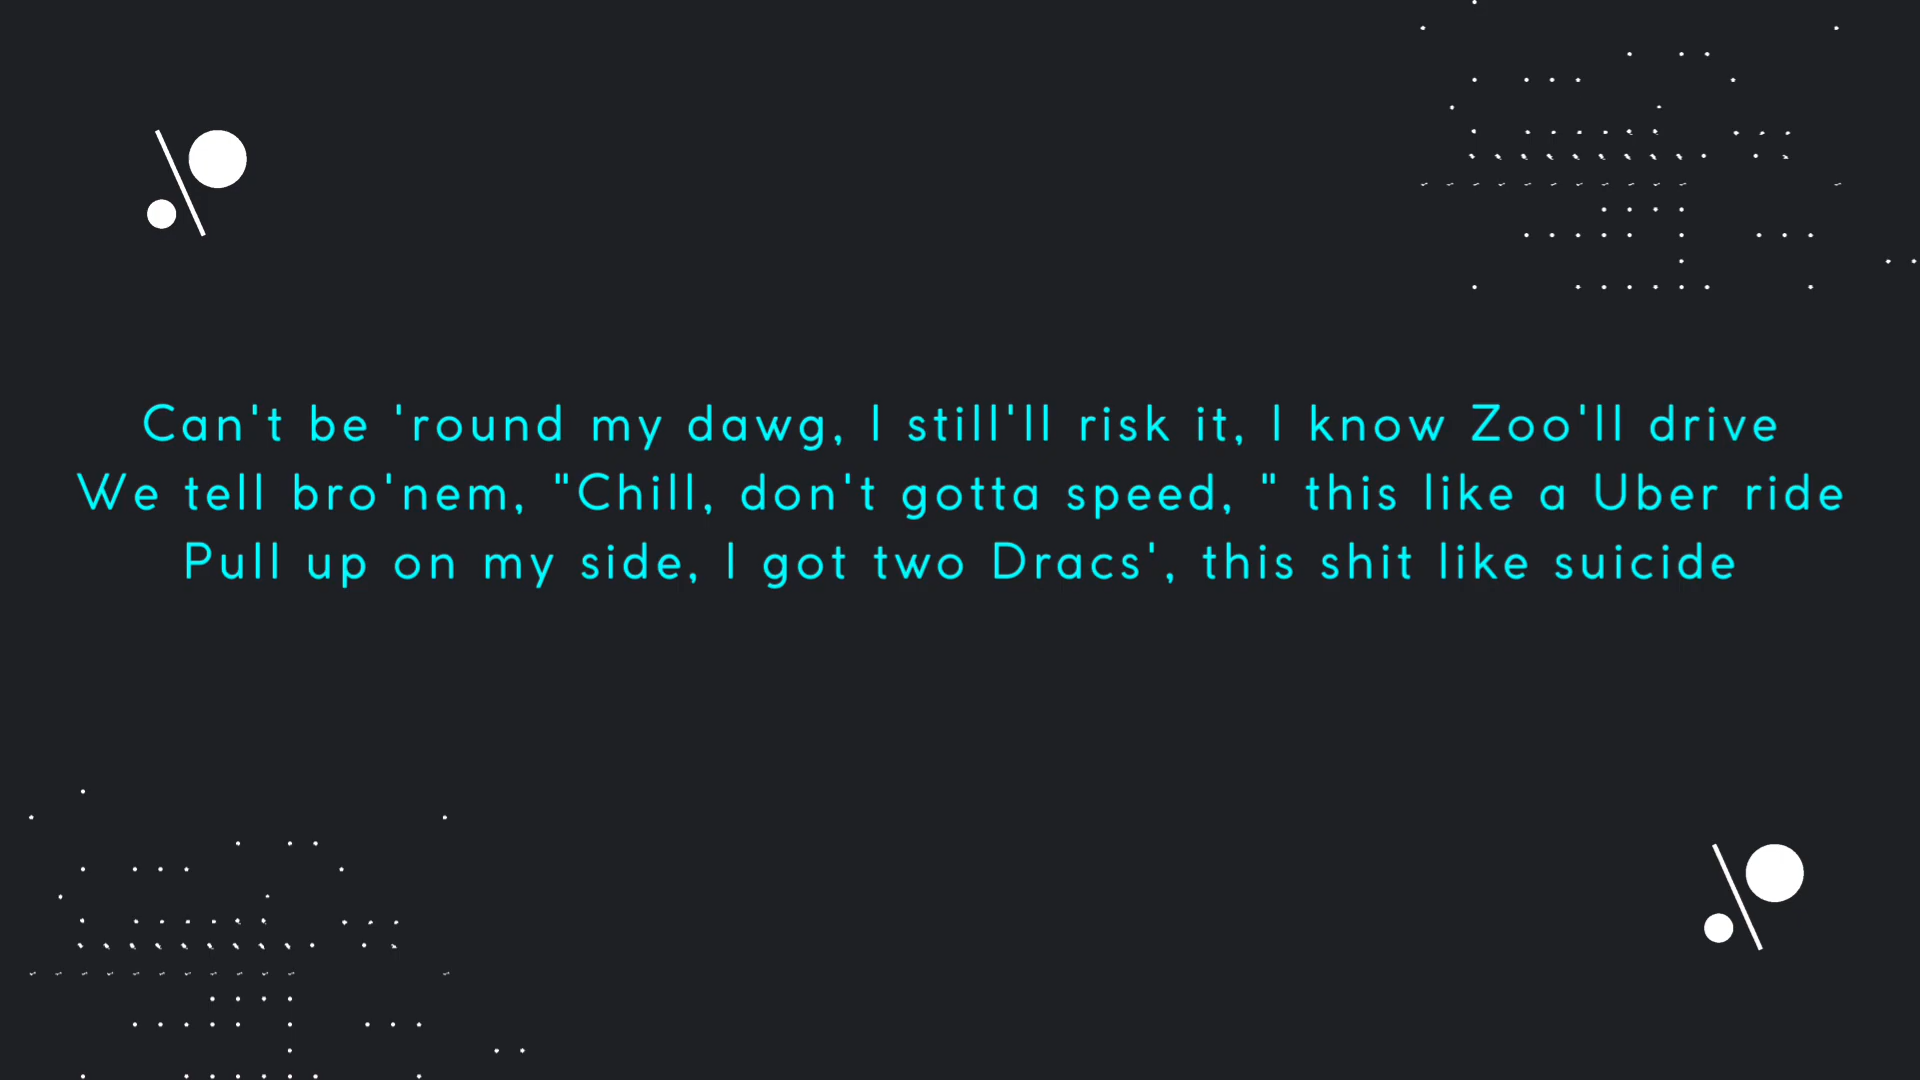 Can't be 'round my dawg, I still'll risk it, I know Zoo'll drive
We tell bro'nem, "Chill, don't gotta speed, " this like a Uber ride
Pull up on my side, I got two Dracs', this shit like suicide